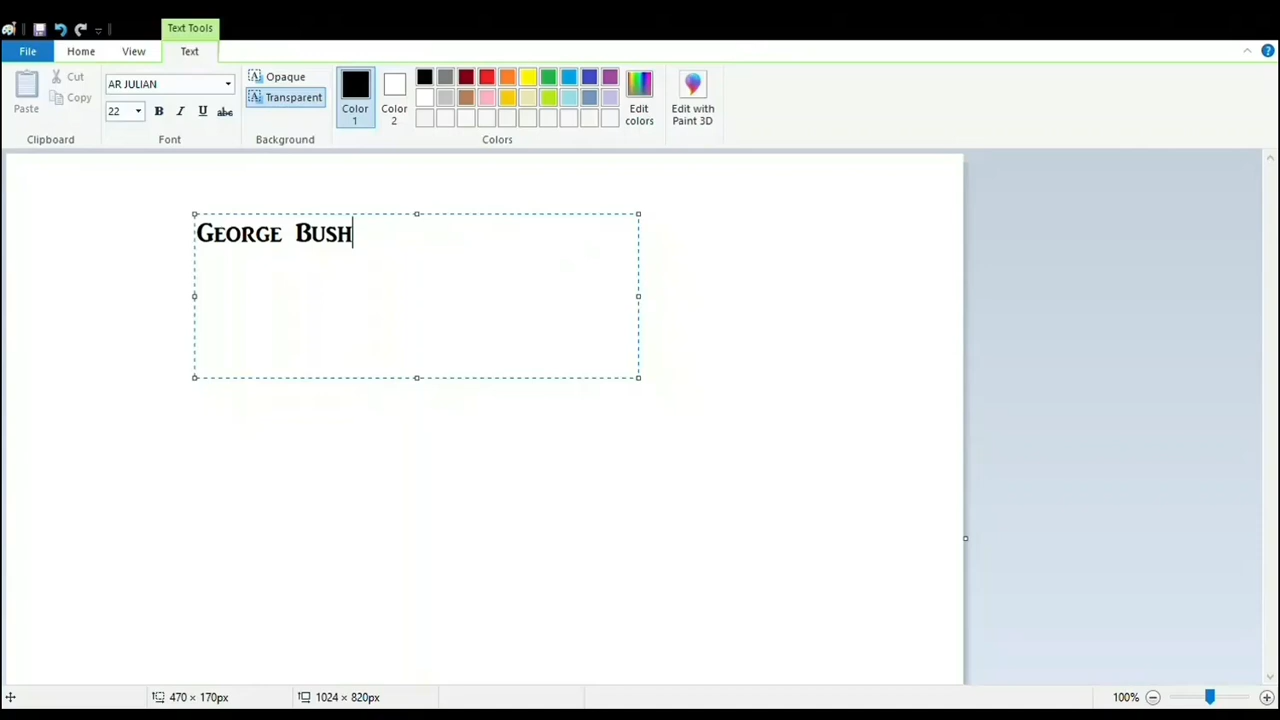 Text Tools
File Home View Text
Paste Cut Copy Clipboard
AR JULIAN
22 B I U abc
Font
Opaque
Transparent
Background
Color 1
Color 2
Colors
Edit colors
Edit with Paint 3D
George Bush
470 × 170px 1024 × 820px 100%